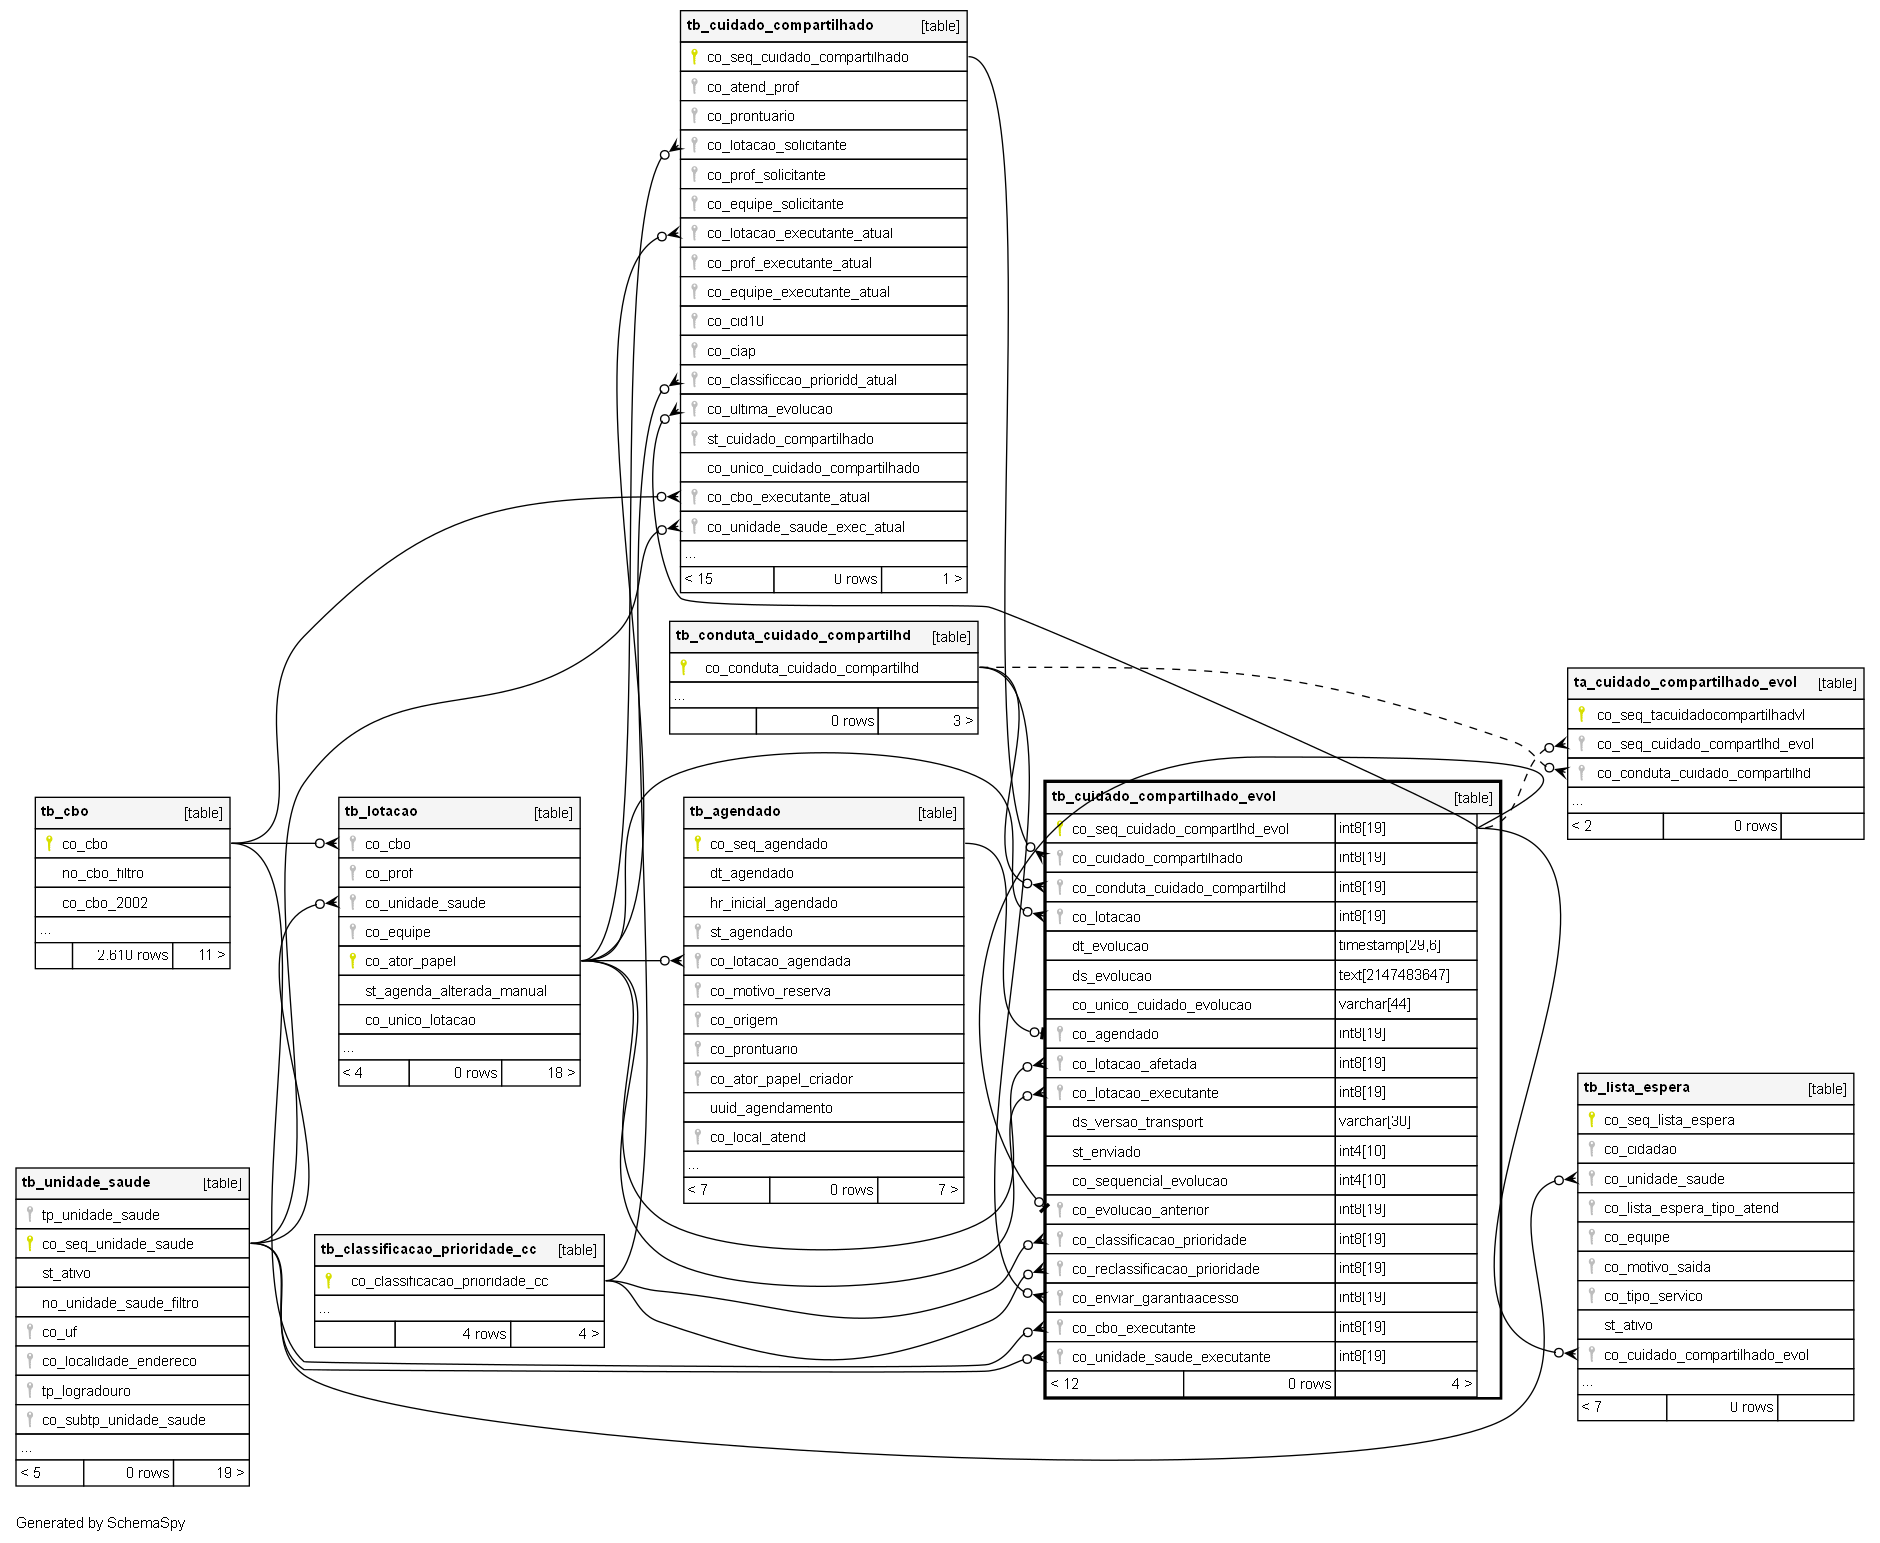 tb_cuidado_compartilhado [table]
co_seq_cuidado_compartilhado
co_atend_prof
co_prontuario
co_lotacao_solicitante
co_prof_solicitante
co_equipe_solicitante
co_lotacao_executante_atual
co_prof_executante_atual
co_equipe_executante_atual
co_cid10
co_ciap
co_classificcao_prioridd_atual
co_ultima_evolucao
st_cuidado_compartilhado
co_unico_cuidado_compartilhado
co_cbo_executante_atual
co_unidade_saude_exec_atual
...
< 15 0 rows 1 >
tb_conduta_cuidado_compartilhd [table]
co_conduta_cuidado_compartilhd
...
0 rows 3 >
ta_cuidado_compartilhado_evol [table]
co_seq_tacuidadocompartilhadvl
co_seq_cuidado_compartlhd_evol
co_conduta_cuidado_compartilhd
...
< 2 0 rows
tb_cbo [table]
co_cbo
no_cbo_filtro
co_cbo_2002
...
2.610 rows 11 >
tb_lotacao [table]
co_cbo
co_prof
co_unidade_saude
co_equipe
co_ator_papel
st_agenda_alterada_manual
co_unico_lotacao
...
< 4 0 rows 18 >
tb_agendado [table]
co_seq_agendado
dt_agendado
hr_inicial_agendado
st_agendado
co_lotacao_agendada
co_motivo_reserva
co_origem
co_prontuario
co_ator_papel_criador
uuid_agendamento
co_local_atend
...
< 7 0 rows 7 >
tb_cuidado_compartilhado_evol [table]
co_seq_cuidado_compartlhd_evol int8[19]
co_cuidado_compartilhado int8[19]
co_conduta_cuidado_compartilhd int8[19]
co_lotacao int8[19]
dt_evolucao timestamp[29,6]
ds_evolucao text[2147483647]
co_unico_cuidado_evolucao varchar[44]
co_agendado int8[19]
co_lotacao_afetada int8[19]
co_lotacao_executante int8[19]
ds_versao_transport varchar[30]
st_enviado int4[10]
co_sequencial_evolucao int4[10]
co_evolucao_anterior int8[19]
co_classificacao_prioridade int8[19]
co_reclassificacao_prioridade int8[19]
co_enviar_garantiaacesso int8[19]
co_cbo_executante int8[19]
co_unidade_saude_executante int8[19]
< 12 0 rows 4 >
tb_lista_espera [table]
co_seq_lista_espera
co_cidadao
co_unidade_saude
co_lista_espera_tipo_atend
co_equipe
co_motivo_saida
co_tipo_servico
st_ativo
co_cuidado_compartilhado_evol
...
< 7 0 rows
tb_unidade_saude [table]
tp_unidade_saude
co_seq_unidade_saude
st_ativo
no_unidade_saude_filtro
co_uf
co_localidade_endereco
tp_logradouro
co_subtp_unidade_saude
...
< 5 0 rows 19 >
tb_classificacao_prioridade_cc [table]
co_classificacao_prioridade_cc
...
4 rows 4 >
Generated by SchemaSpy